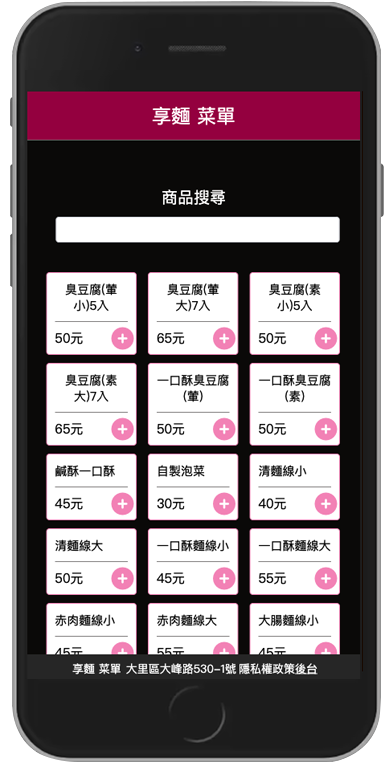 享麵 菜單
商品搜尋
臭豆腐(葷
小)5入
50元
臭豆腐(葷
大)7入
65元
臭豆腐(素
小)5入
50元
臭豆腐(素
大)7入
65元
一口酥臭豆腐
(葷)
50元
一口酥臭豆腐
(素)
50元
鹹酥一口酥
45元
自製泡菜
30元
清麵線小
40元
清麵線大
50元
一口酥麵線小
45元
一口酥麵線大
55元
赤肉麵線小
45元
赤肉麵線大
55元
大腸麵線小
45元
享麵 菜單 大里區大峰路530-1號 隱私權政策後台